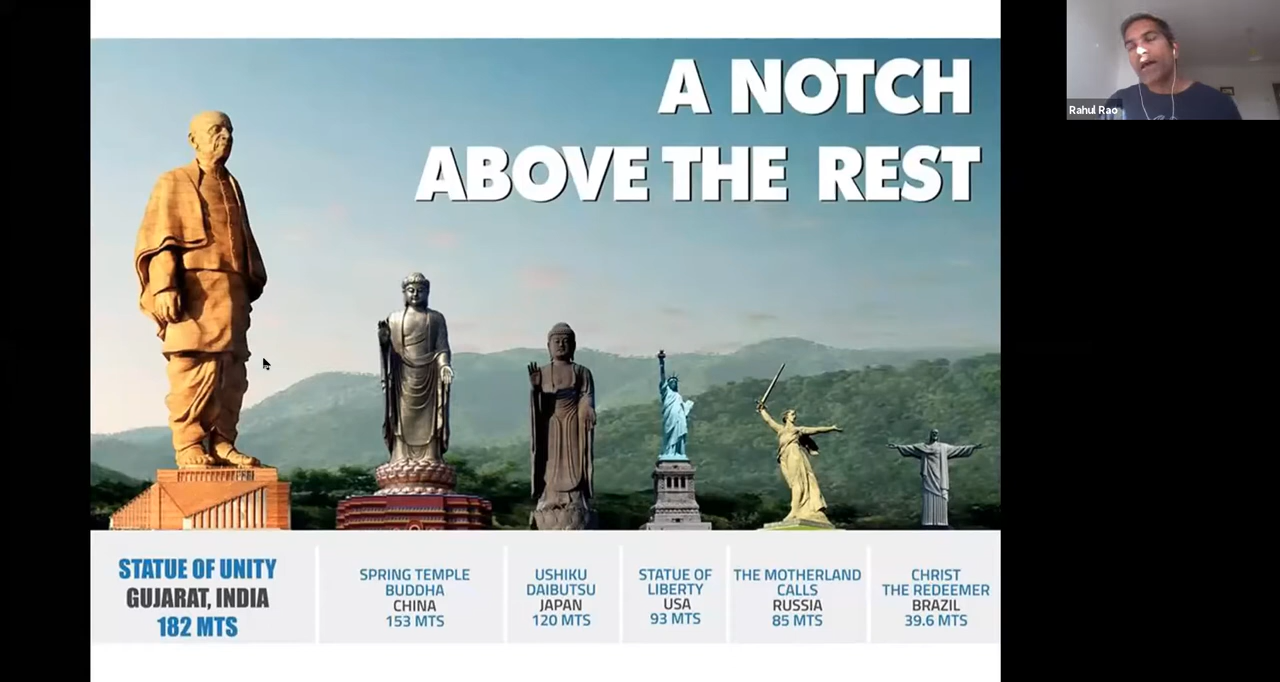 A NOTCH
ABOVE THE REST
Rahul Rao
STATUE OF UNITY
GUJARAT, INDIA
182 MTS
SPRING TEMPLE
BUDDHA
CHINA
153 MTS
USHIKU
DAIBUTSU
JAPAN
120 MTS
STATUE OF
LIBERTY
USA
93 MTS
THE MOTHERLAND
CALLS
RUSSIA
85 MTS
CHRIST
THE REDEEMER
BRAZIL
39.6 MTS